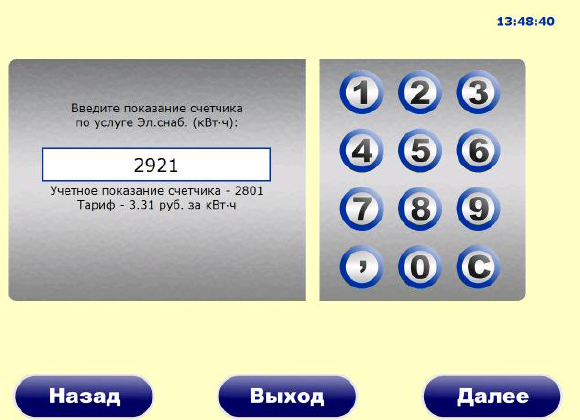 13:48:40
Введите показание счетчика
по услуге Эл.снаб. (кВт·ч):
2921
Учетное показание счетчика - 2801
Тариф - 3.31 руб. за кВт·ч
1 2 3
4 5 6
7 8 9
, 0 C
Назад Выход Далее